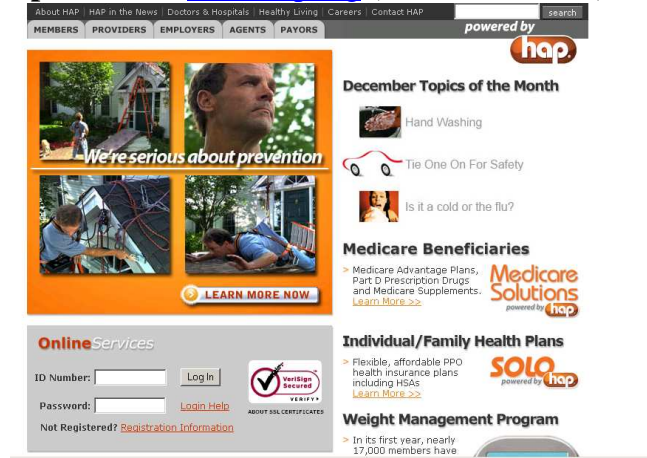 About HAP | HAP in the News | Doctors & Hospitals | Healthy Living | Careers | Contact HAP
search
MEMBERS PROVIDERS EMPLOYERS AGENTS PAYORS
powered by
hap.
We're serious about prevention
LEARN MORE NOW
OnlineServices
ID Number:
Log In
Password:
Login Help
Not Registered? Registration Information
VeriSign
Secured
VERIFY
ABOUT SSL CERTIFICATES
December Topics of the Month
Hand Washing
Tie One On For Safety
Is it a cold or the flu?
Medicare Beneficiaries
> Medicare Advantage Plans,
Part D Prescription Drugs
and Medicare Supplements.
Learn More >>
Medicare
Solutions
powered by hap
Individual/Family Health Plans
> Flexible, affordable PPO
health insurance plans
including HSAs
Learn More >>
SOLO
powered by hap
Weight Management Program
> In its first year, nearly
17,000 members have